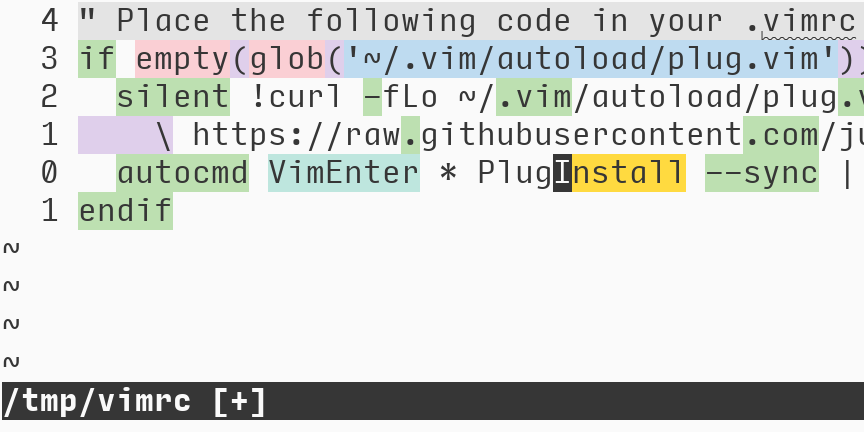 4 " Place the following code in your .vimrc
3 if empty(glob('~/.vim/autoload/plug.vim'))
2 silent !curl -fLo ~/.vim/autoload/plug.v
1 \ https://raw.githubusercontent.com/ju
0 autocmd VimEnter * PlugInstall --sync |
1 endif
~
~
~
~
/tmp/vimrc [+]